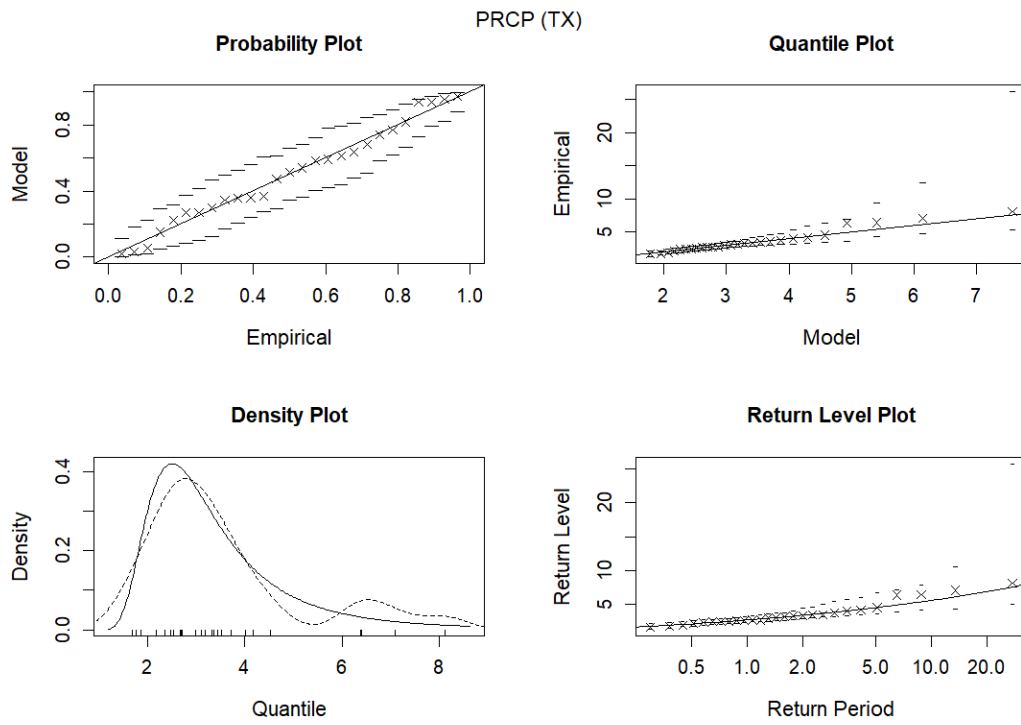 PRCP (TX)
Probability Plot
Model
0.0 0.4 0.8
0.0 0.2 0.4 0.6 0.8 1.0
Empirical
Quantile Plot
Empirical
5 10 20
2 3 4 5 6 7
Model
Density Plot
Density
0.0 0.2 0.4
2 4 6 8
Quantile
Return Level Plot
Return Level
5 10 20
0.5 1.0 2.0 5.0 10.0 20.0
Return Period